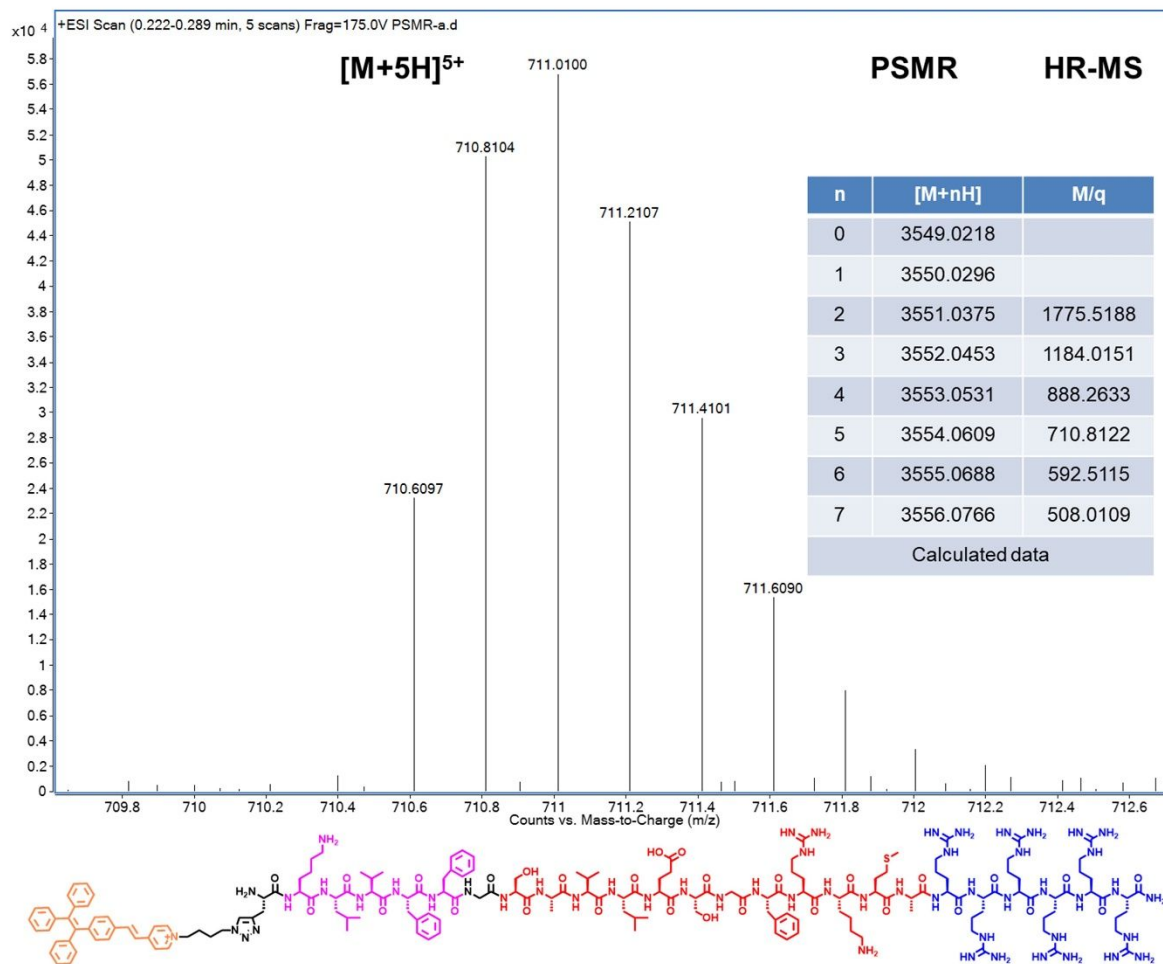 +ESI Scan (0.222-0.289 min, 5 scans) Frag=175.0V PSMR-a.d
x10 4
[M+5H]5+
PSMR HR-MS
5.8
5.6
5.4
5.2
5
4.8
4.6
4.4
4.2
4
3.8
3.6
3.4
3.2
3
2.8
2.6
2.4
2.2
2
1.8
1.6
1.4
1.2
1
0.8
0.6
0.4
0.2
0
711.0100
710.8104
711.2107
711.4101
710.6097
711.6090
n [M+nH] M/q
0 3549.0218
1 3550.0296
2 3551.0375 1775.5188
3 3552.0453 1184.0151
4 3553.0531 888.2633
5 3554.0609 710.8122
6 3555.0688 592.5115
7 3556.0766 508.0109
Calculated data
709.8 710 710.2 710.4 710.6 710.8 711 711.2 711.4 711.6 711.8 712 712.2 712.4 712.6
Counts vs. Mass-to-Charge (m/z)